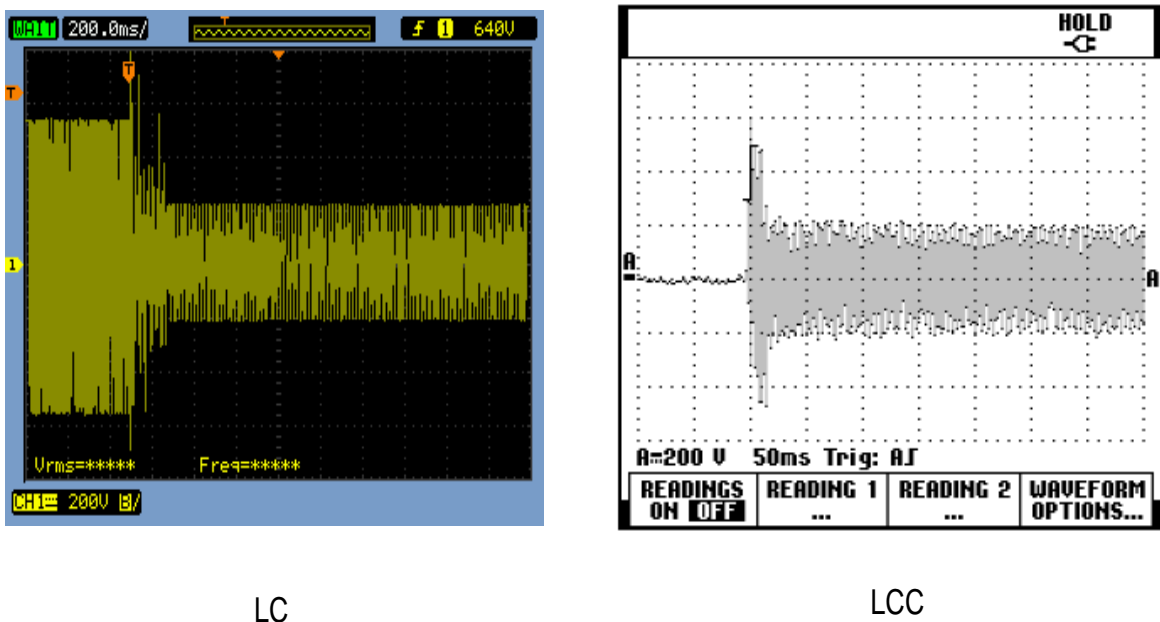 WAIT 200.0ms/ T ƒ 1 640V
T
T
1
Vrms=***** Freq=*****
CH1 200V B/
LC
HOLD
A A
A=200 V 50ms Trig: A
READINGS ON OFF
READING 1 ...
READING 2 ...
WAVEFORM OPTIONS...
LCC